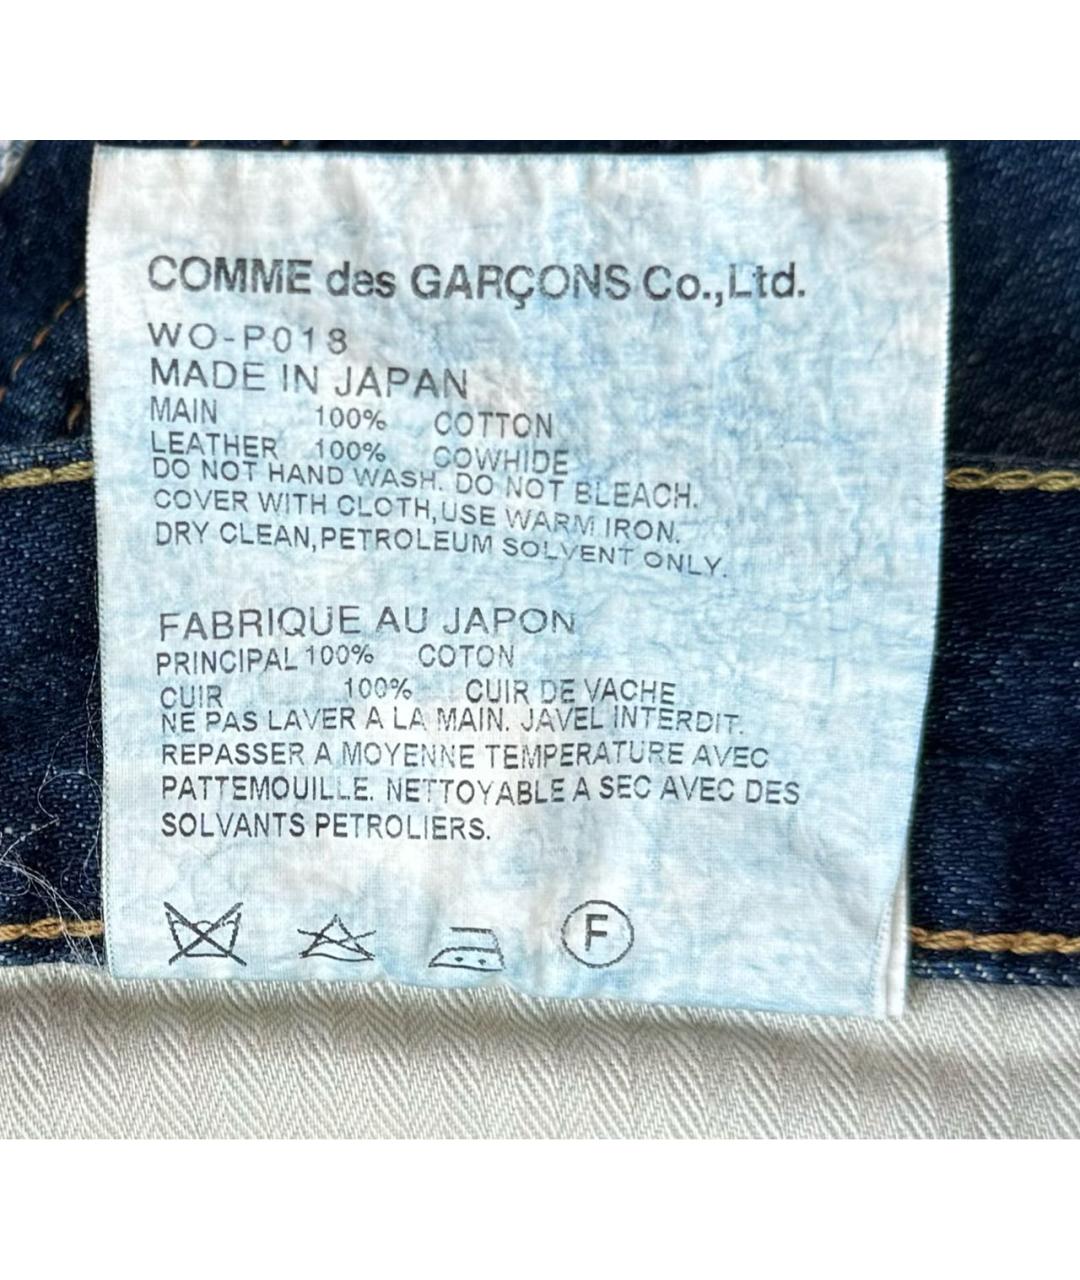 COMME des GARÇONS Co.,Ltd.
WO-P018
MADE IN JAPAN
MAIN 100% COTTON
LEATHER 100% COWHIDE
DO NOT HAND WASH. DO NOT BLEACH.
COVER WITH CLOTH,USE WARM IRON.
DRY CLEAN,PETROLEUM SOLVENT ONLY.
FABRIQUE AU JAPON
PRINCIPAL 100% COTON
CUIR 100% CUIR DE VACHE
NE PAS LAVER A LA MAIN. JAVEL INTERDIT.
REPASSER A MOYENNE TEMPERATURE AVEC
PATTEMOUILLE. NETTOYABLE A SEC AVEC DES
SOLVANTS PETROLIERS.
F